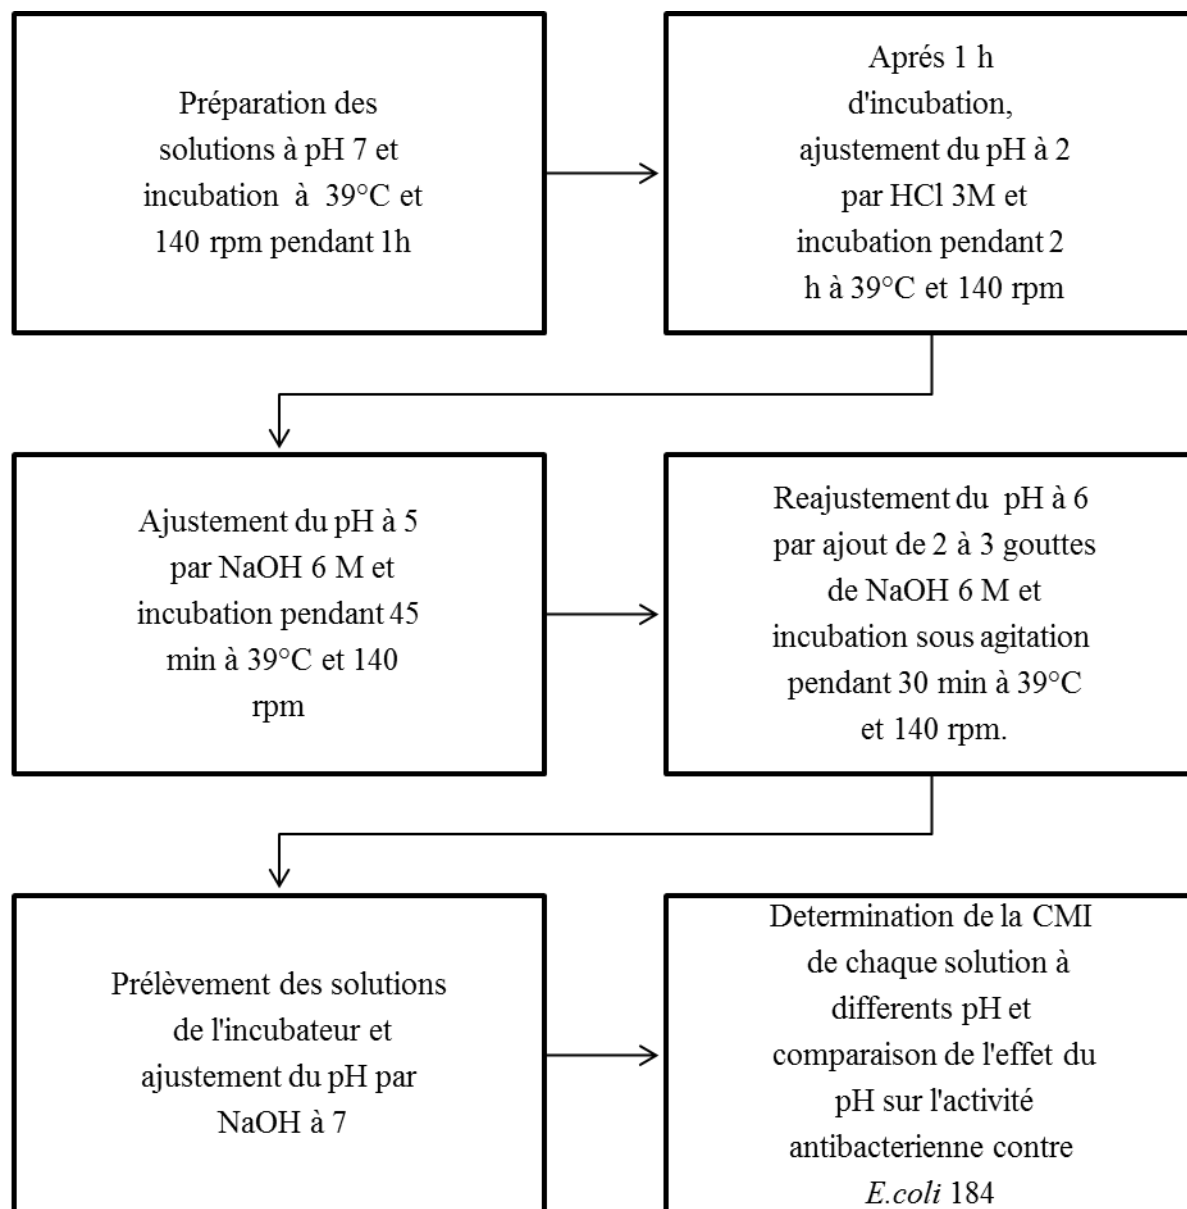 Préparation des
solutions à pH 7 et
incubation à 39°C et
140 rpm pendant 1h
Aprés 1 h
d'incubation,
ajustement du pH à 2
par HCl 3M et
incubation pendant 2
h à 39°C et 140 rpm
Ajustement du pH à 5
par NaOH 6 M et
incubation pendant 45
min à 39°C et 140
rpm
Reajustement du pH à 6
par ajout de 2 à 3 gouttes
de NaOH 6 M et
incubation sous agitation
pendant 30 min à 39°C
et 140 rpm.
Prélèvement des solutions
de l'incubateur et
ajustement du pH par
NaOH à 7
Determination de la CMI
de chaque solution à
differents pH et
comparaison de l'effet du
pH sur l'activité
antibacterienne contre
E.coli 184